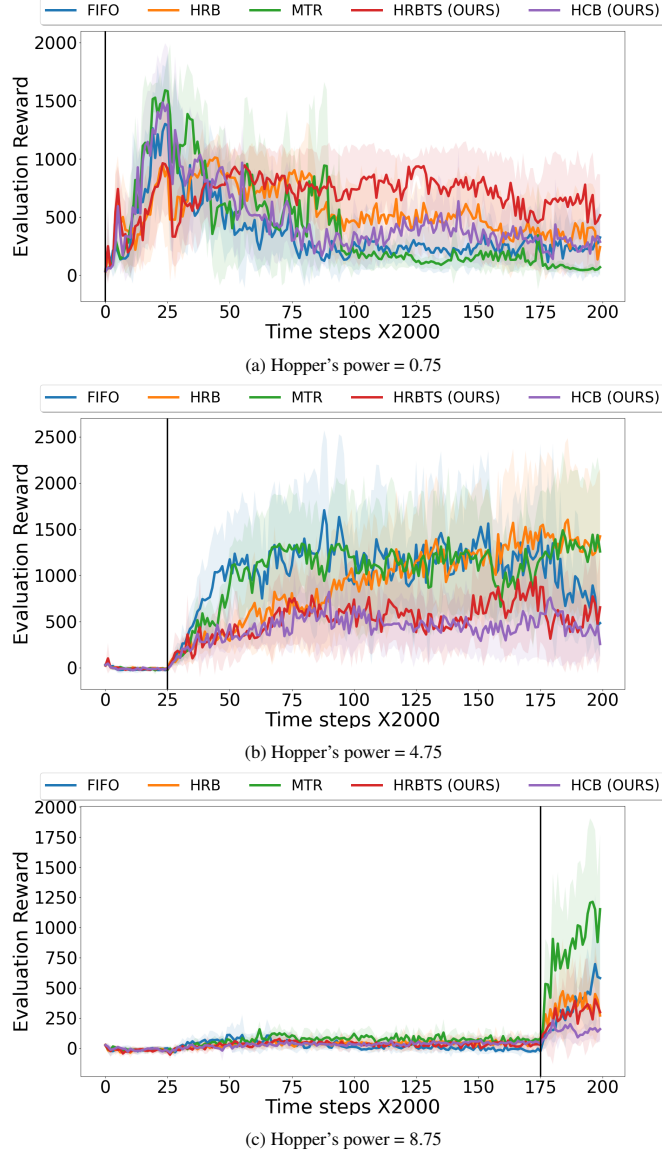 FIFO HRB MTR HRBTS (OURS) HCB (OURS)
2000
1500
1000
500
0
Evaluation Reward
0 25 50 75 100 125 150 175 200
Time steps X2000
(a) Hopper's power = 0.75
FIFO HRB MTR HRBTS (OURS) HCB (OURS)
2500
2000
1500
1000
500
0
Evaluation Reward
0 25 50 75 100 125 150 175 200
Time steps X2000
(b) Hopper's power = 4.75
FIFO HRB MTR HRBTS (OURS) HCB (OURS)
2000
1750
1500
1250
1000
750
500
250
0
Evaluation Reward
0 25 50 75 100 125 150 175 200
Time steps X2000
(c) Hopper's power = 8.75